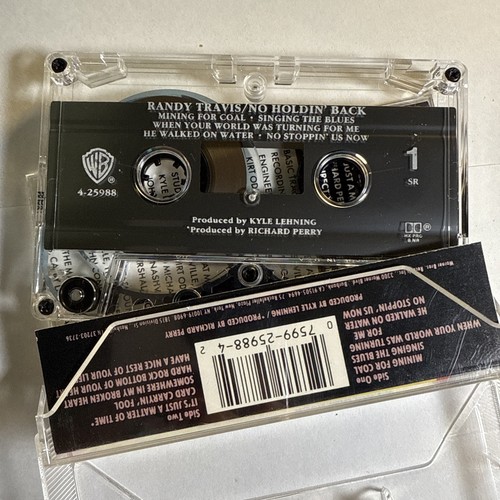 RANDY TRAVIS/NO HOLDIN' BACK
MINING FOR COAL • SINGING THE BLUES
WHEN YOUR WORLD WAS TURNING FOR ME
HE WALKED ON WATER • NO STOPPIN' US NOW
WB
4-25988
1
SR
Produced by KYLE LEHNING
*Produced by RICHARD PERRY
Side One
MINING FOR COAL
SINGING THE BLUES
WHEN YOUR WORLD WAS TURNING
FOR ME
HE WALKED ON WATER
NO STOPPIN' US NOW
PRODUCED BY KYLE LEHNING/*PRODUCED BY RICHARD PERRY
0 7599-25988-4 2
Side Two
IT'S JUST A MATTER OF TIME*
CARD CARRYIN' FOOL
SOMEWHERE IN MY BROKEN HEART
HARD ROCK BOTTOM OF YOUR HEART
HAVE A NICE REST OF YOUR LIFE